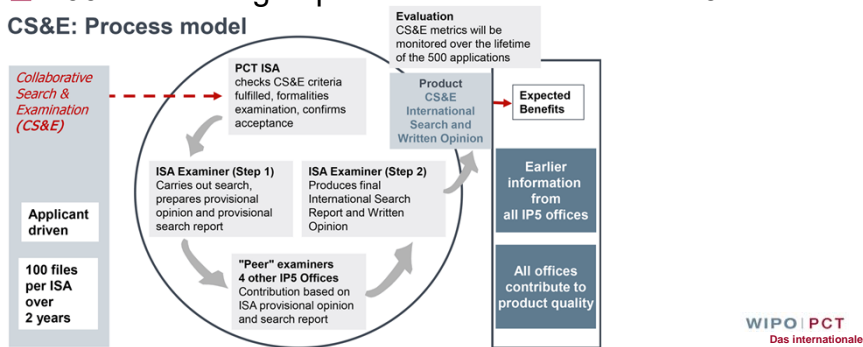 CS&E: Process model
Collaborative
Search &
Examination
(CS&E)
Applicant
driven
100 files
per ISA
over
2 years
PCT ISA
checks CS&E criteria
fulfilled, formalities
examination, confirms
acceptance
ISA Examiner (Step 1)
Carries out search,
prepares provisional
opinion and provisional
search report
"Peer" examiners
4 other IP5 Offices
Contribution based on
ISA provisional opinion
and search report
ISA Examiner (Step 2)
Produces final
International Search
Report and Written
Opinion
Evaluation
CS&E metrics will be
monitored over the lifetime
of the 500 applications
Product
CS&E
International
Search and
Written Opinion
Expected
Benefits
Earlier
information
from
all IP5 offices
All offices
contribute to
product quality
WIPO|PCT
Das internationale